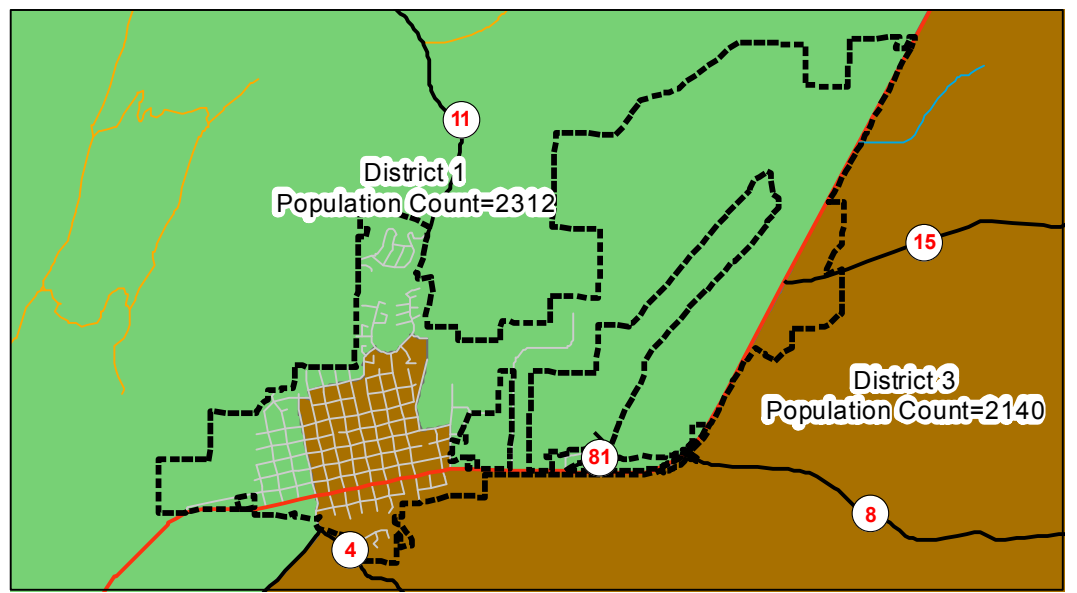 11
District 1
Population Count=2312
15
District 3
Population Count=2140
81
8
4